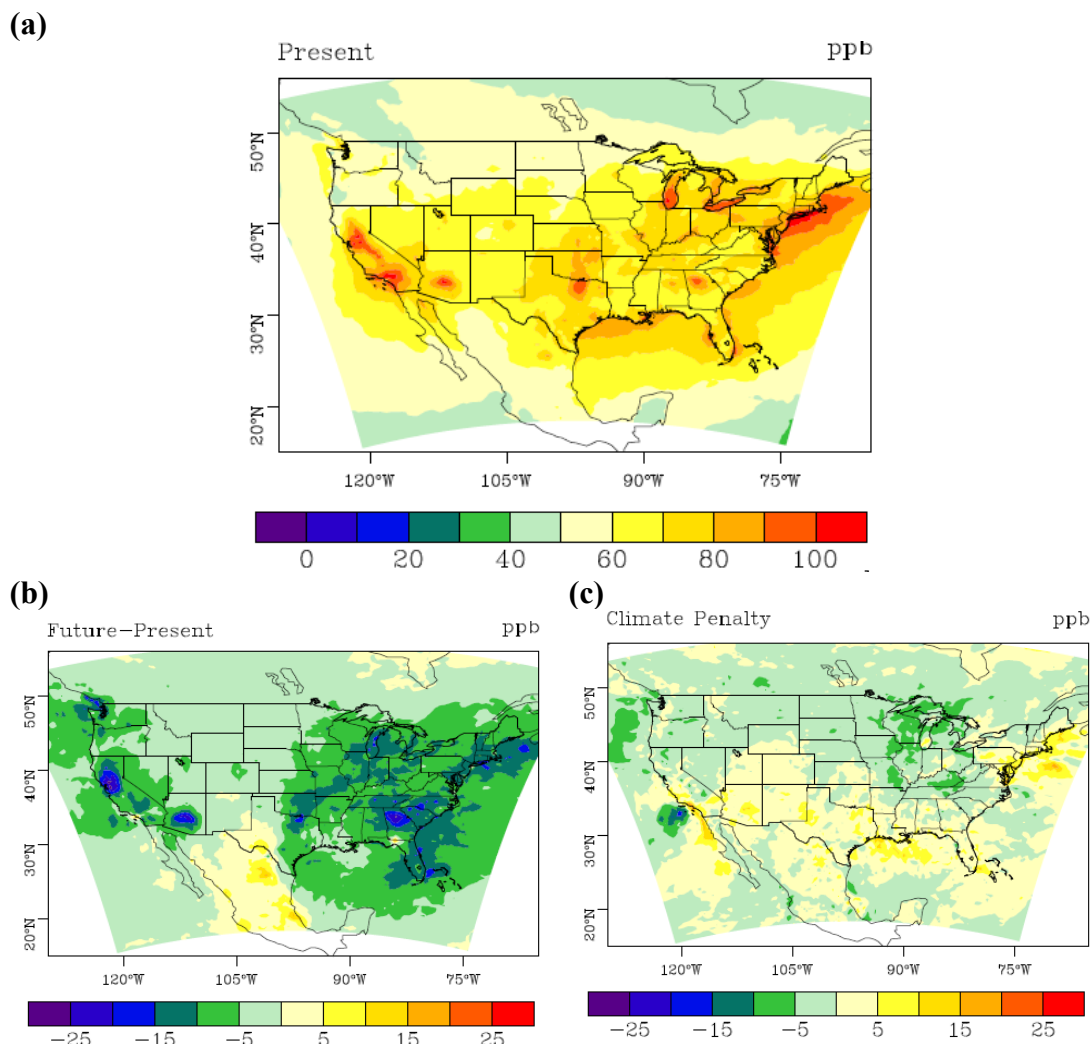 (a)
Present ppb
50°N
40°N
30°N
20°N
120°W 105°W 90°W 75°W
0 20 40 60 80 100
(b)
Future-Present ppb
50°N
40°N
30°N
20°N
120°W 105°W 90°W 75°W
-25 -15 -5 5 15 25
(c)
Climate Penalty ppb
50°N
40°N
30°N
20°N
120°W 105°W 90°W 75°W
-25 -15 -5 5 15 25